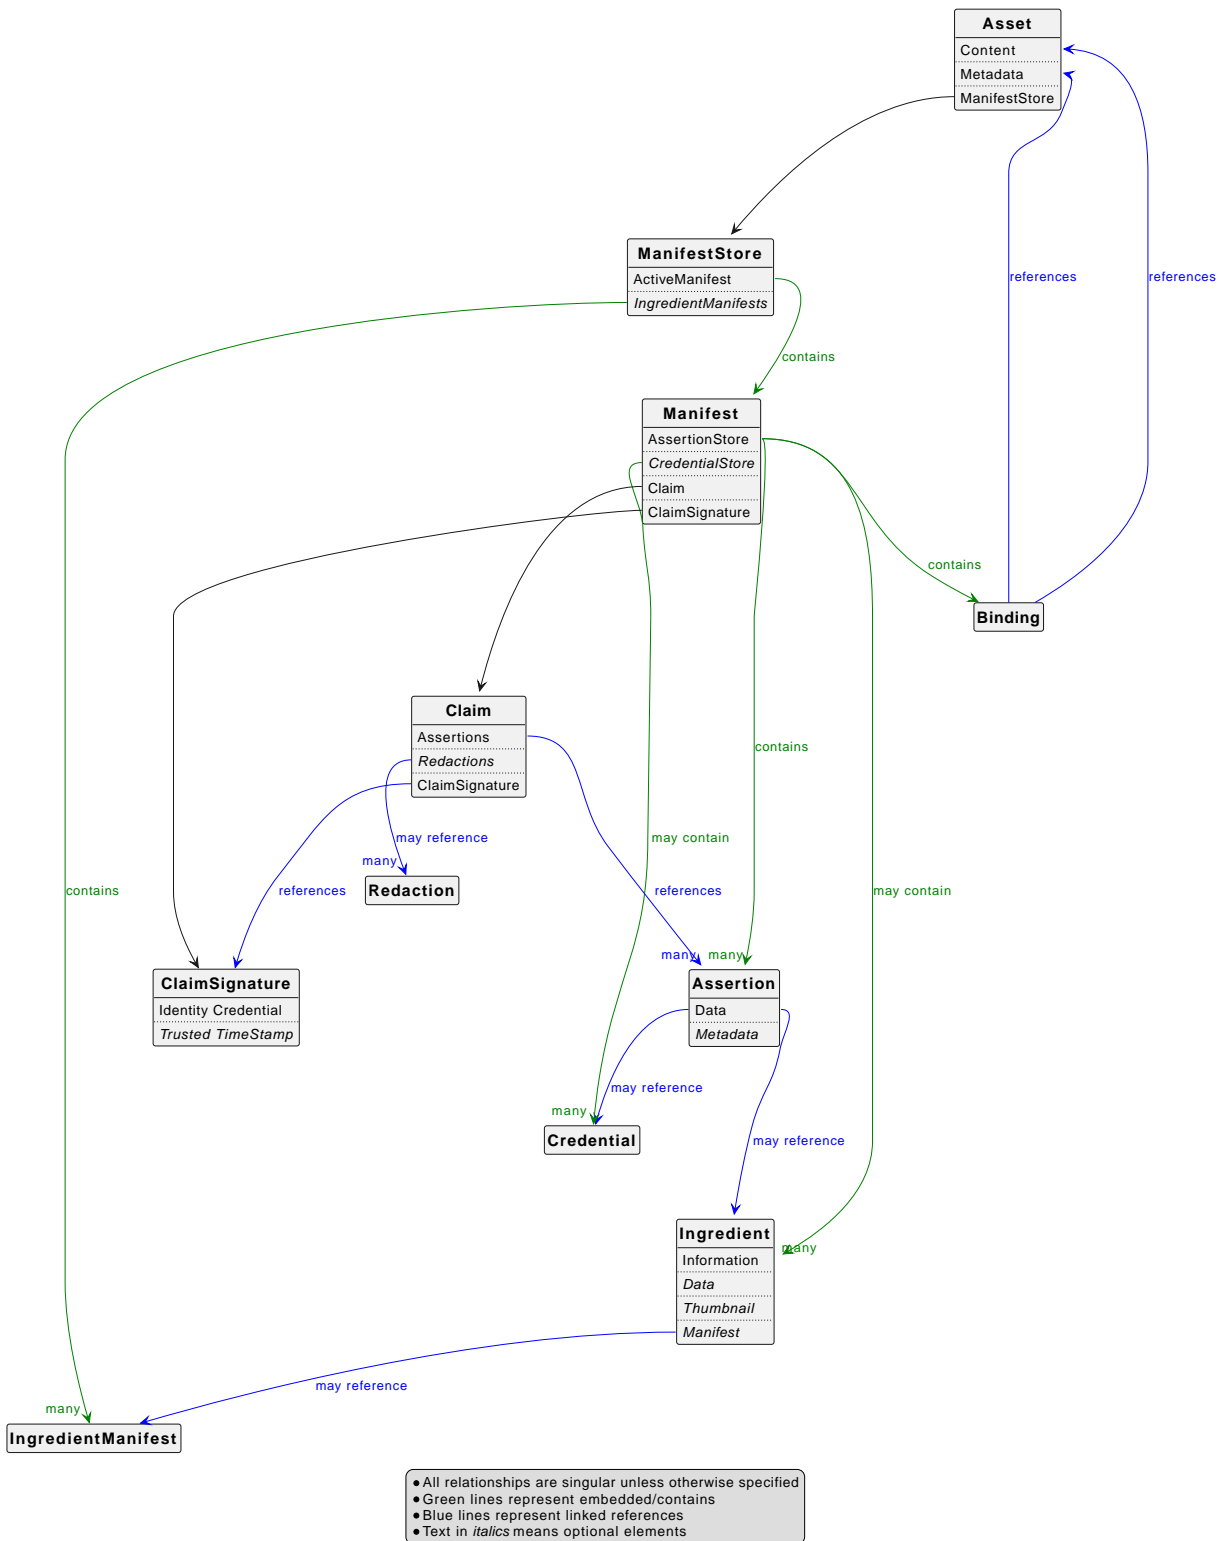 Asset
Content
Metadata
ManifestStore
ManifestStore
ActiveManifest
IngredientManifests
references
references
contains
Manifest
AssertionStore
CredentialStore
Claim
ClaimSignature
contains
Binding
Claim
Assertions
Redactions
ClaimSignature
contains
may reference
may contain
many
Redaction
contains
references
references
may contain
many
many
ClaimSignature
Identity Credential
Trusted TimeStamp
Assertion
Data
Metadata
may reference
many
Credential
may reference
Ingredient
Information
Data
Thumbnail
Manifest
many
may reference
many
IngredientManifest
All relationships are singular unless otherwise specified
Green lines represent embedded/contains
Blue lines represent linked references
Text in italics means optional elements